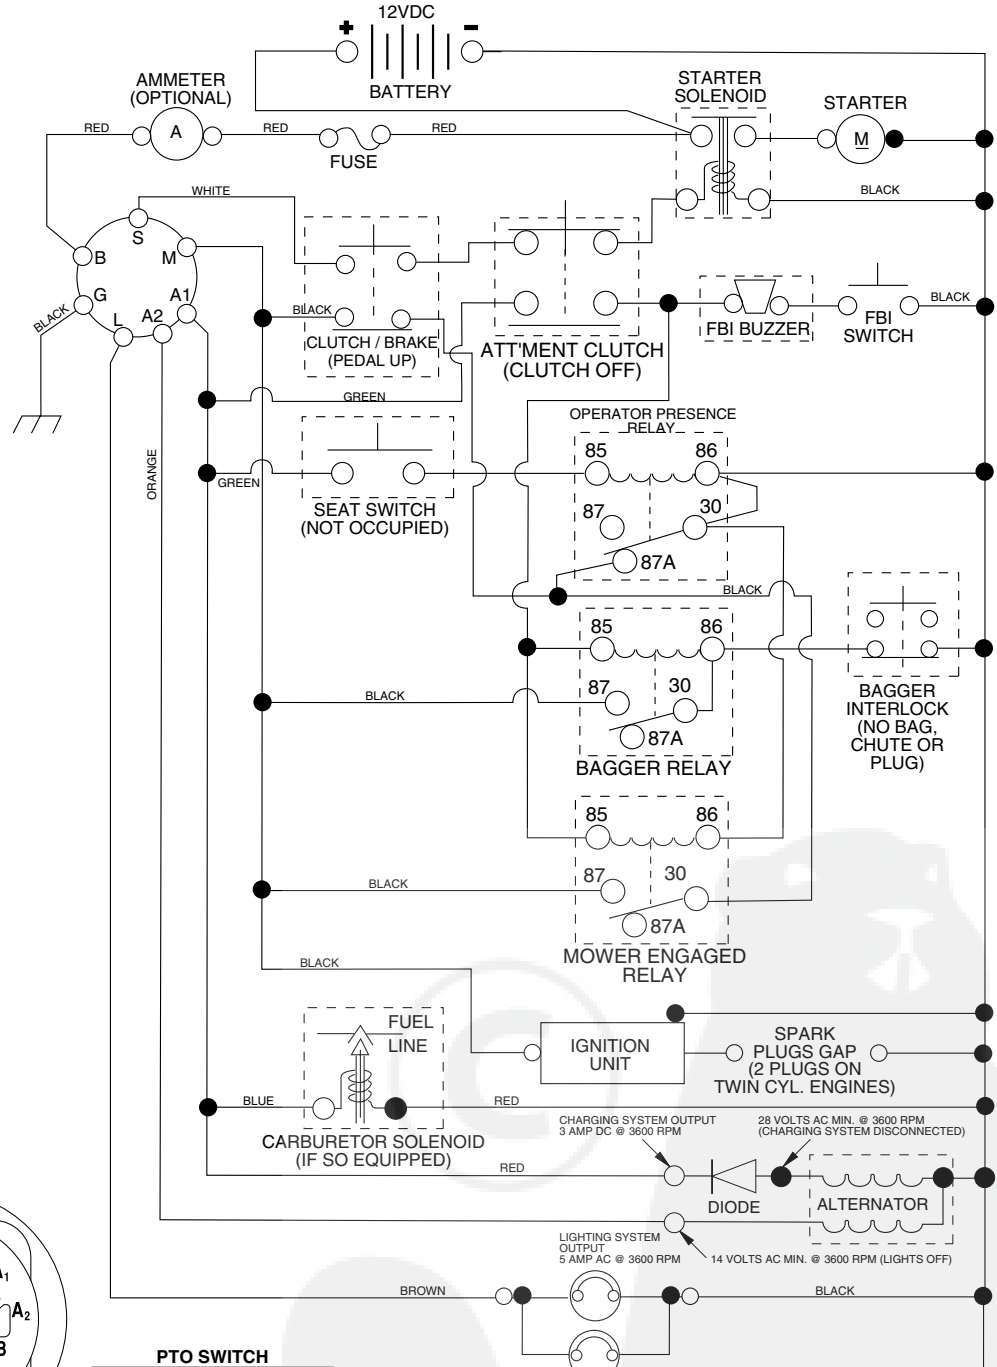 12VDC
+ -
BATTERY
AMMETER
(OPTIONAL)
STARTER
SOLENOID
STARTER
RED
A
RED
FUSE
RED
M
WHITE
BLACK
S
M
B
G
A1
A2
L
BLACK
BLACK
CLUTCH / BRAKE
(PEDAL UP)
ATT'MENT CLUTCH
(CLUTCH OFF)
FBI BUZZER
FBI
SWITCH
BLACK
GREEN
OPERATOR PRESENCE
RELAY
85
86
87
30
87A
ORANGE
GREEN
SEAT SWITCH
(NOT OCCUPIED)
BLACK
85
86
87
30
87A
BAGGER RELAY
BLACK
BAGGER
INTERLOCK
(NO BAG,
CHUTE OR
PLUG)
85
86
87
30
87A
MOWER ENGAGED
RELAY
BLACK
BLACK
FUEL
LINE
IGNITION
UNIT
SPARK
PLUGS GAP
(2 PLUGS ON
TWIN CYL. ENGINES)
BLUE
RED
CARBURETOR SOLENOID
(IF SO EQUIPPED)
CHARGING SYSTEM OUTPUT
3 AMP DC @ 3600 RPM
28 VOLTS AC MIN. @ 3600 RPM
(CHARGING SYSTEM DISCONNECTED)
RED
DIODE
ALTERNATOR
LIGHTING SYSTEM
OUTPUT
5 AMP AC @ 3600 RPM
14 VOLTS AC MIN. @ 3600 RPM (LIGHTS OFF)
BROWN
BLACK
A1
A2
B
PTO SWITCH
©